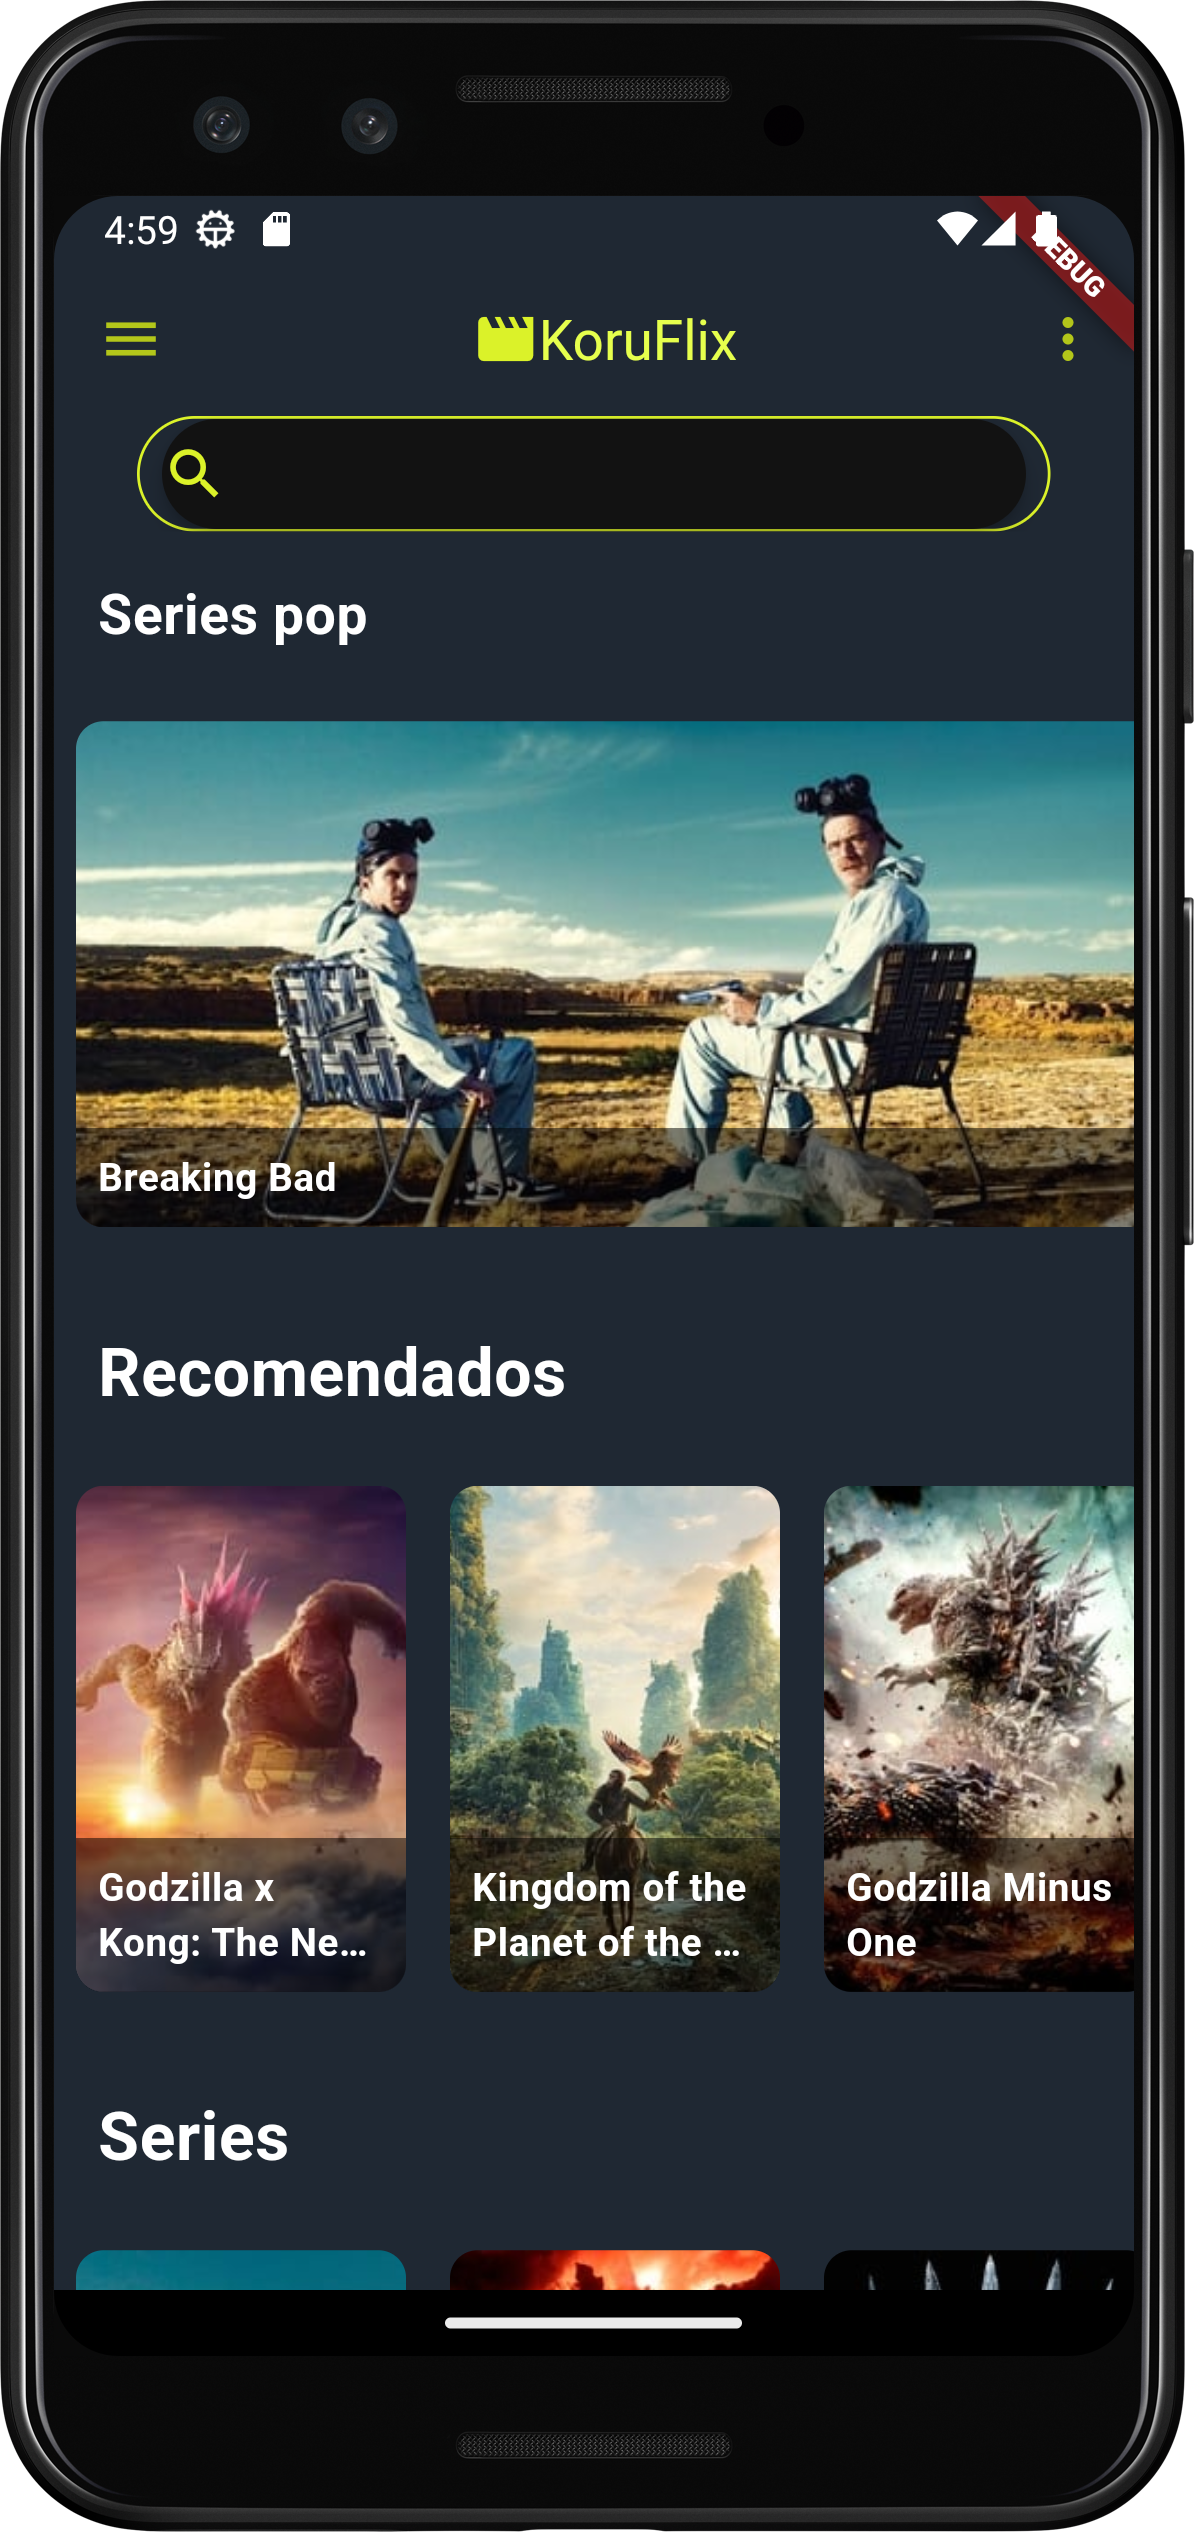 4:59
DEBUG
KoruFlix
Series pop
Breaking Bad
Recomendados
Godzilla x
Kong: The Ne...
Kingdom of the
Planet of the ...
Godzilla Minus
One
Series